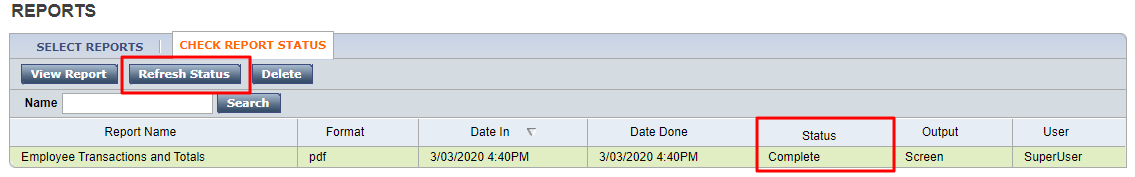 REPORTS
SELECT REPORTS CHECK REPORT STATUS
View Report Refresh Status Delete
Name Search
Report Name Format Date In Date Done Status Output User
Employee Transactions and Totals pdf 3/03/2020 4:40PM 3/03/2020 4:40PM Complete Screen SuperUser